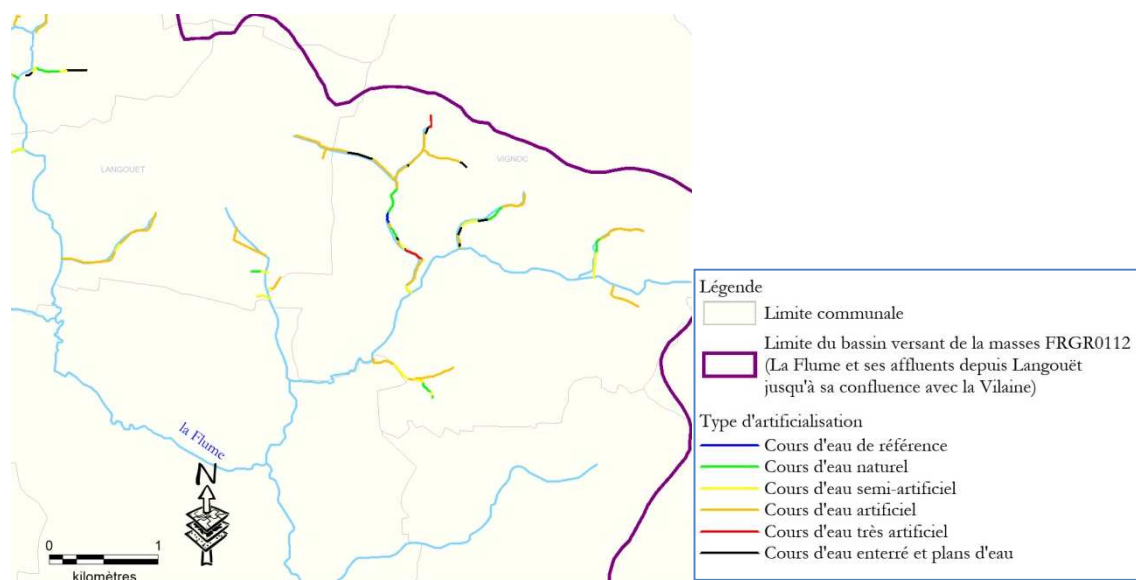 LANGOUET
VIGNOC
la Flume
N
0 1
kilomètres
Légende
Limite communale
Limite du bassin versant de la masses FRGR0112
(La Flume et ses affluents depuis Langouët
jusqu'à sa confluence avec la Vilaine)
Type d'artificialisation
Cours d'eau de référence
Cours d'eau naturel
Cours d'eau semi-artificiel
Cours d'eau artificiel
Cours d'eau très artificiel
Cours d'eau enterré et plans d'eau